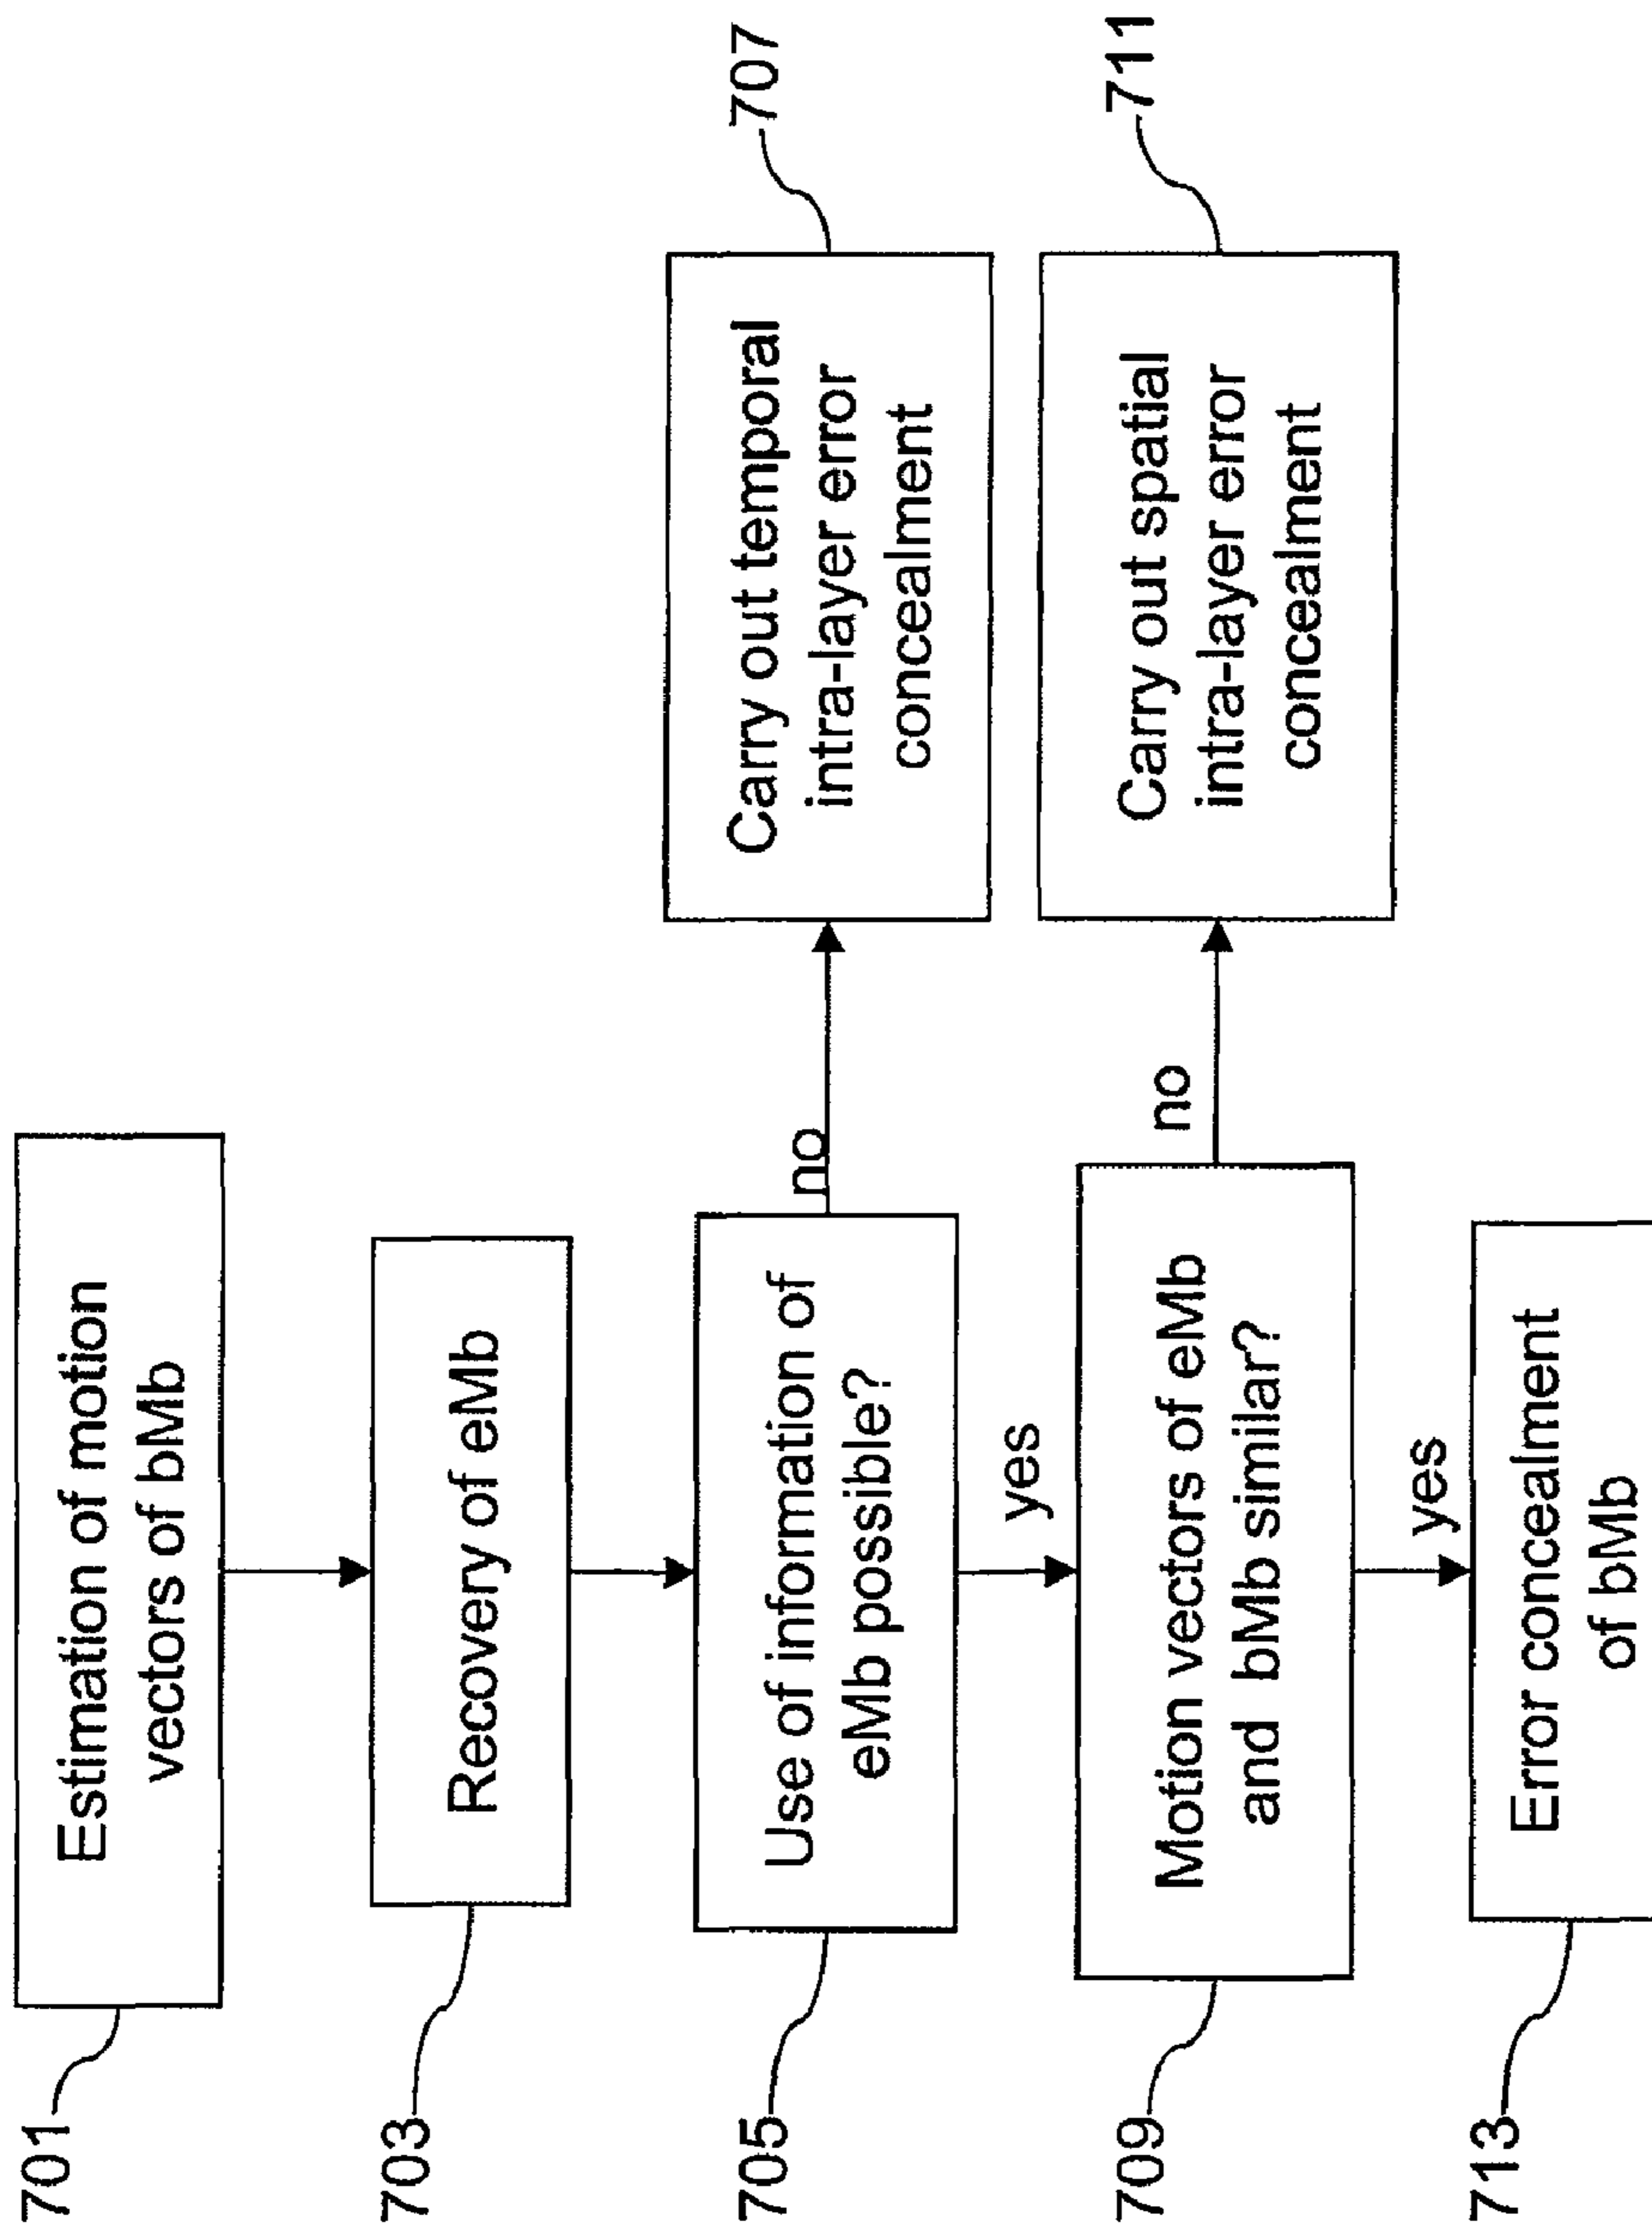 701
Estimation of motion
vectors of bMb
703
Recovery of eMb
705
Use of information of
eMb possible?
no
Carry out temporal
intra-layer error
concealment
707
yes
709
Motion vectors of eMb
and bMb similar?
no
Carry out spatial
intra-layer error
concealment
711
yes
713
Error concealment
of bMb